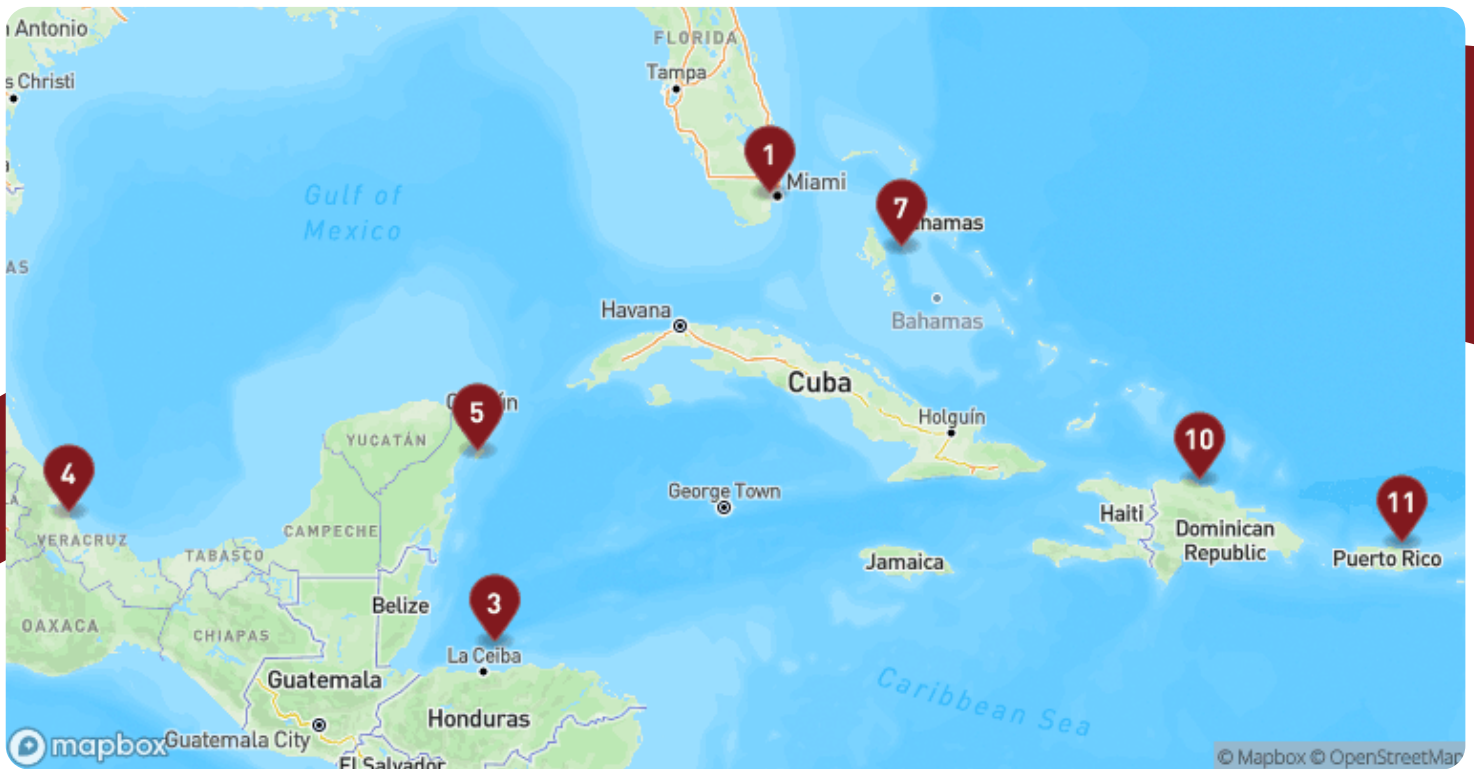 Antonio
s Christi
AS
Gulf of
Mexico
FLORIDA
Tampa
1
Miami
7
hamas
Bahamas
Havana
Cuba
Holguín
5
YUCATÁN
CAMPECHE
4
VERACRUZ
TABASCO
OAXACA
CHIAPAS
Belize
George Town
Jamaica
Haiti
10
Dominican
Republic
11
Puerto Rico
3
La Ceiba
Guatemala
Guatemala City
Honduras
El Salvador
Caribbean Sea
mapbox
© Mapbox © OpenStreetMap